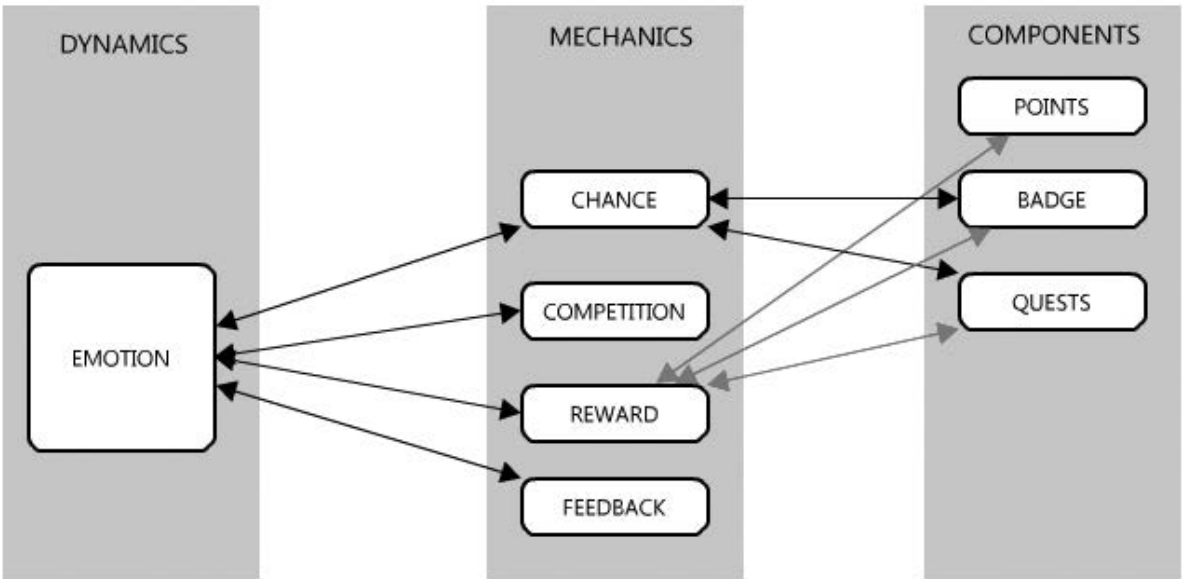 DYNAMICS
EMOTION
MECHANICS
CHANCE
COMPETITION
REWARD
FEEDBACK
COMPONENTS
POINTS
BADGE
QUESTS